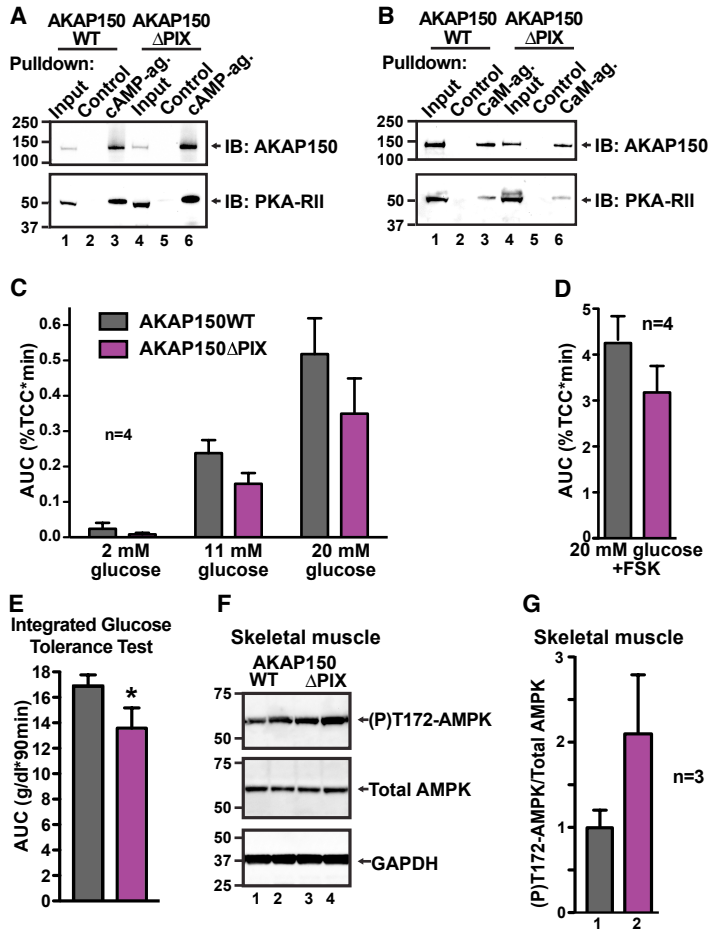 A
AKAP150 WT
AKAP150 ΔPIX
Pulldown:
Input
Control
cAMP-ag.
Input
Control
cAMP-ag.
250
150
100
←IB: AKAP150
50
37
←IB: PKA-RII
1 2 3 4 5 6
B
AKAP150 WT
AKAP150 ΔPIX
Pulldown:
Input
Control
CaM-ag.
Input
Control
CaM-ag.
250
150
100
←IB: AKAP150
50
37
←IB: PKA-RII
1 2 3 4 5 6
C
AUC (%TCC*min)
0.6
0.5
0.4
0.3
0.2
0.1
0.0
AKAP150WT
AKAP150ΔPIX
n=4
2 mM glucose
11 mM glucose
20 mM glucose
D
AUC (%TCC*min)
5
4
3
2
1
0
n=4
20 mM glucose
+FSK
E
Integrated Glucose
Tolerance Test
AUC (g/dl*90min)
18
16
14
12
10
8
6
4
2
0
*
F
Skeletal muscle
AKAP150
WT ΔPIX
75
50
←(P)T172-AMPK
75
50
←Total AMPK
50
37
25
←GAPDH
1 2 3 4
G
Skeletal muscle
(P)T172-AMPK/Total AMPK
3
2
1
0
n=3
1 2